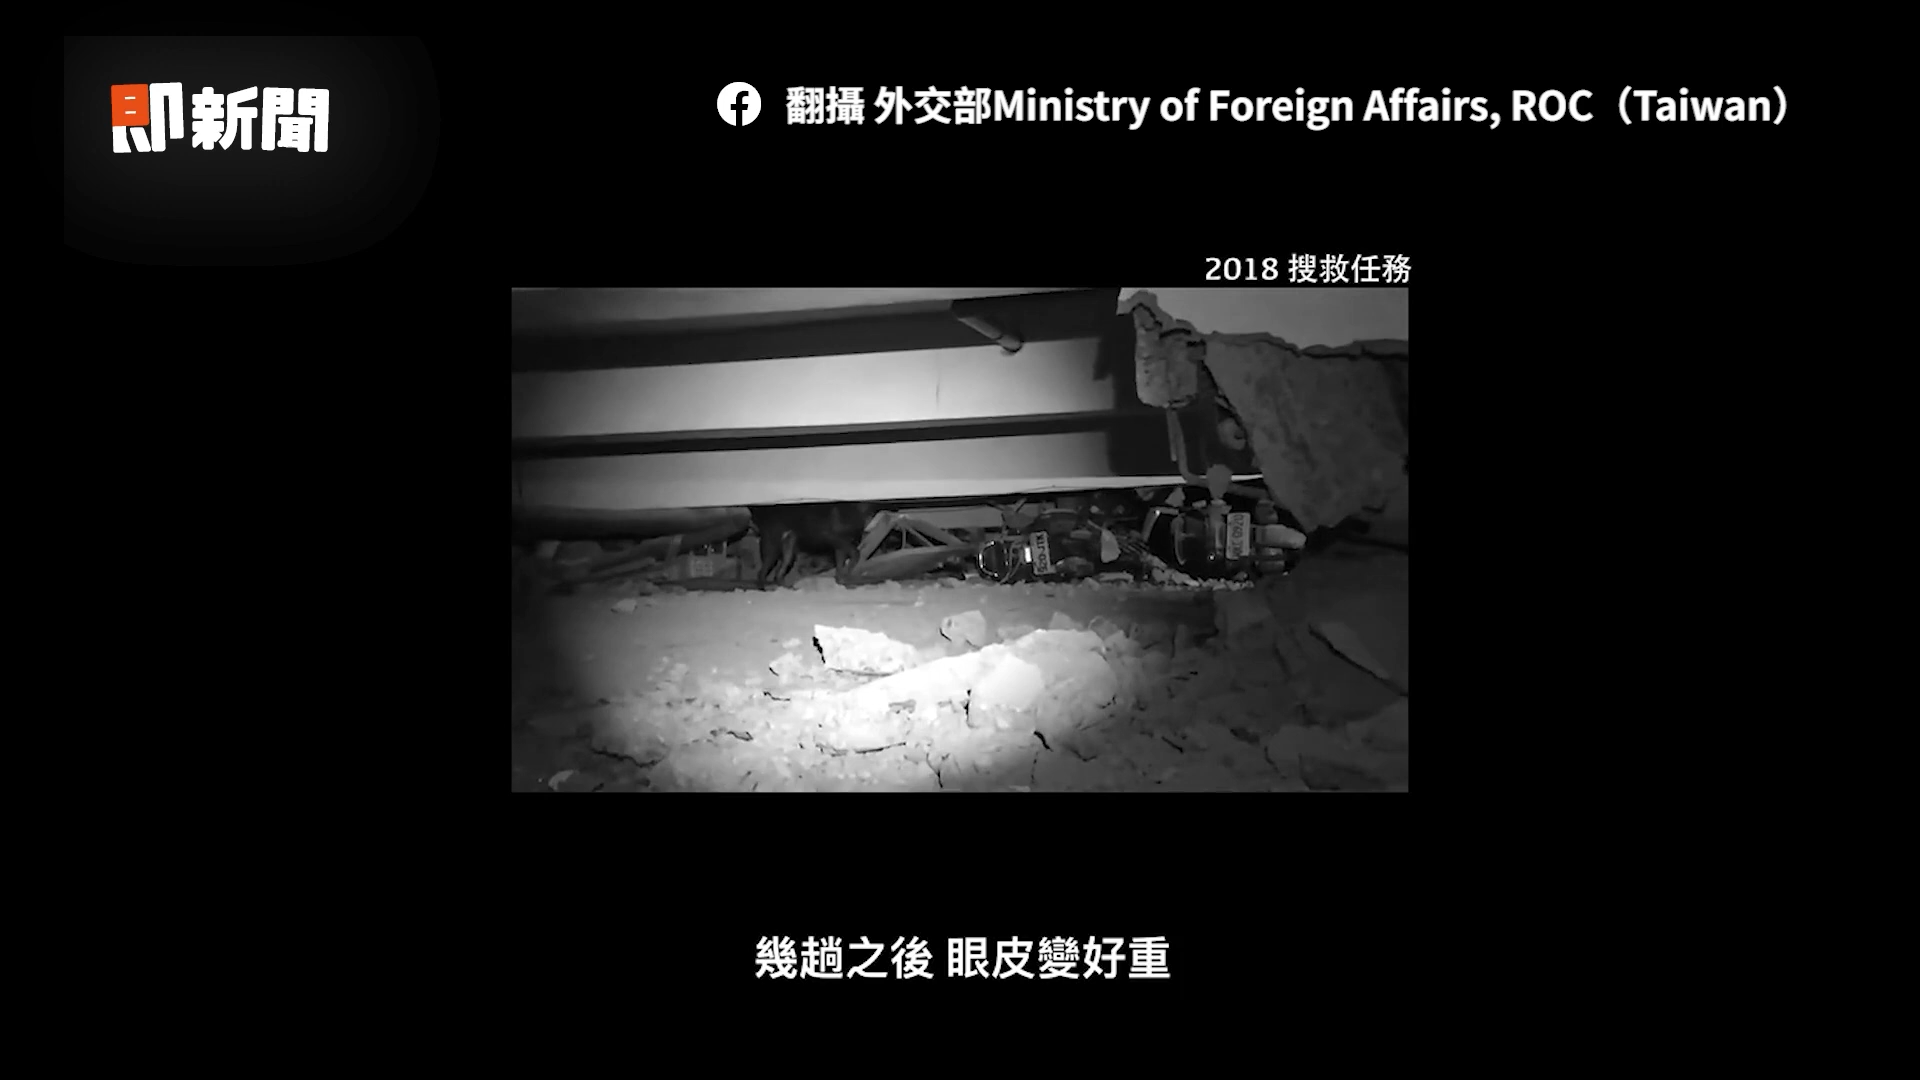 即新聞
翻攝 外交部Ministry of Foreign Affairs, ROC（Taiwan）
2018 搜救任務
幾趟之後 眼皮變好重